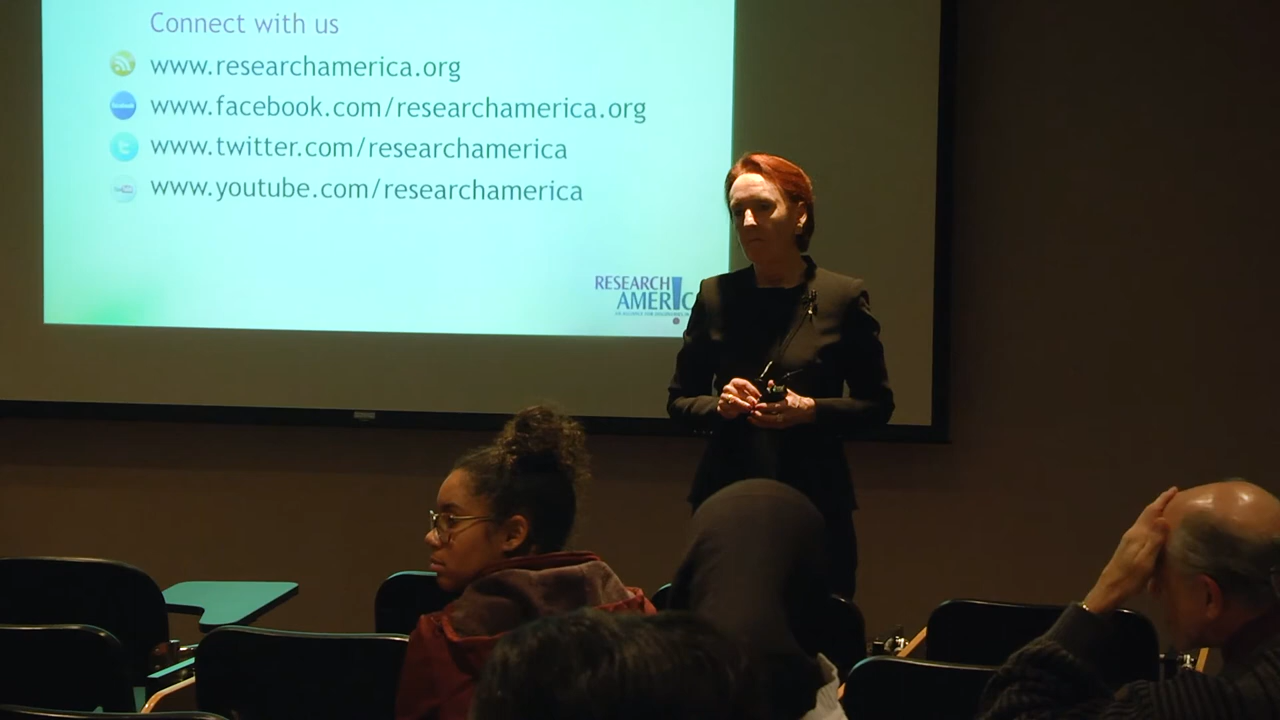 Connect with us
www.researchamerica.org
www.facebook.com/researchamerica.org
www.twitter.com/researchamerica
www.youtube.com/researchamerica
RESEARCH
AMER!C